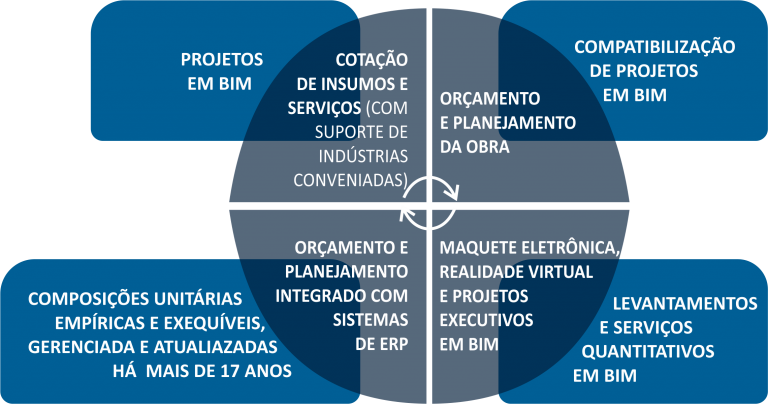 PROJETOS
EM BIM
COTAÇÃO
DE INSUMOS E
SERVIÇOS (COM
SUPORTE DE
INDÚSTRIAS
CONVENIADAS)
ORÇAMENTO
E PLANEJAMENTO
DA OBRA
COMPATIBILIZAÇÃO
DE PROJETOS
EM BIM
COMPOSIÇÕES UNITÁRIAS
EMPÍRICAS E EXEQUÍVEIS,
GERENCIADA E ATUALIAZADAS
HÁ MAIS DE 17 ANOS
ORÇAMENTO E
PLANEJAMENTO
INTEGRADO COM
SISTEMAS
DE ERP
MAQUETE ELETRÔNICA,
REALIDADE VIRTUAL
E PROJETOS
EXECUTIVOS
EM BIM
LEVANTAMENTOS
E SERVIÇOS
QUANTITATIVOS
EM BIM